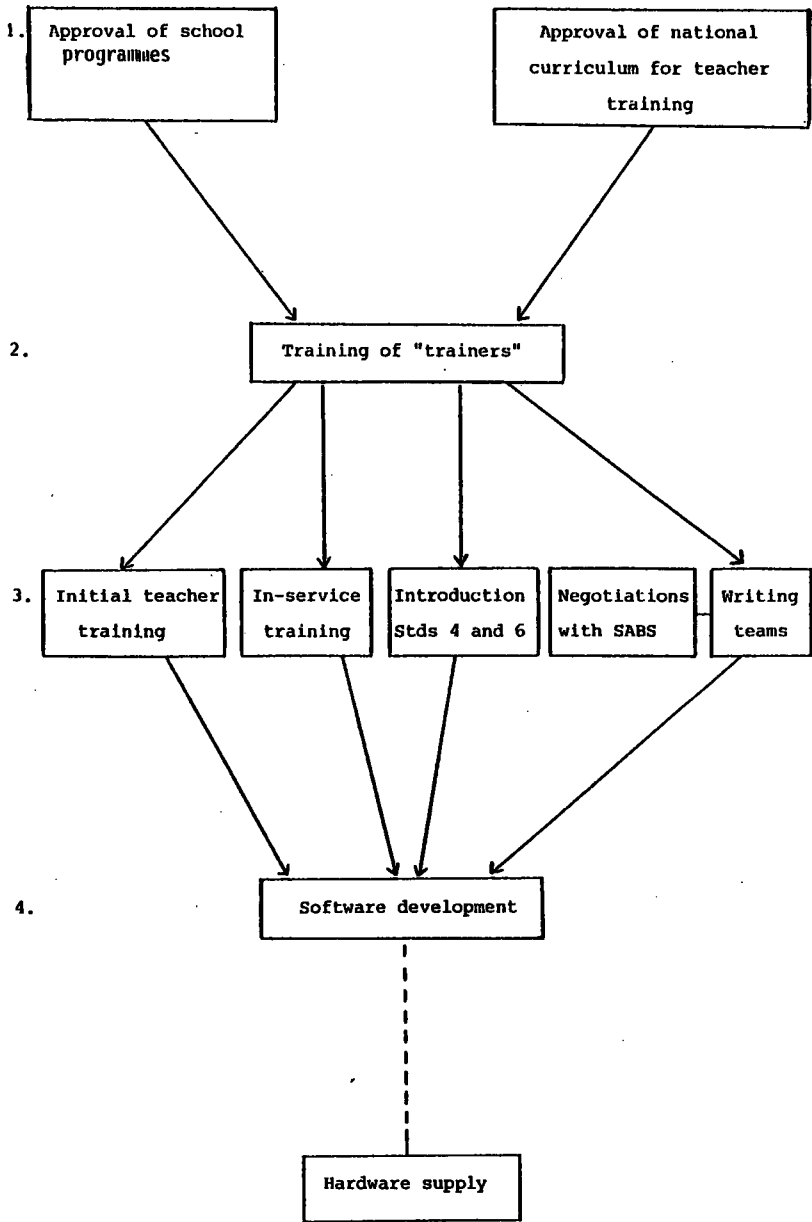 1.
Approval of school
programmes
Approval of national
curriculum for teacher
training
2.
Training of "trainers"
3.
Initial teacher
training
In-service
training
Introduction
Stds 4 and 6
Negotiations
with SABS
Writing
teams
4.
Software development
Hardware supply